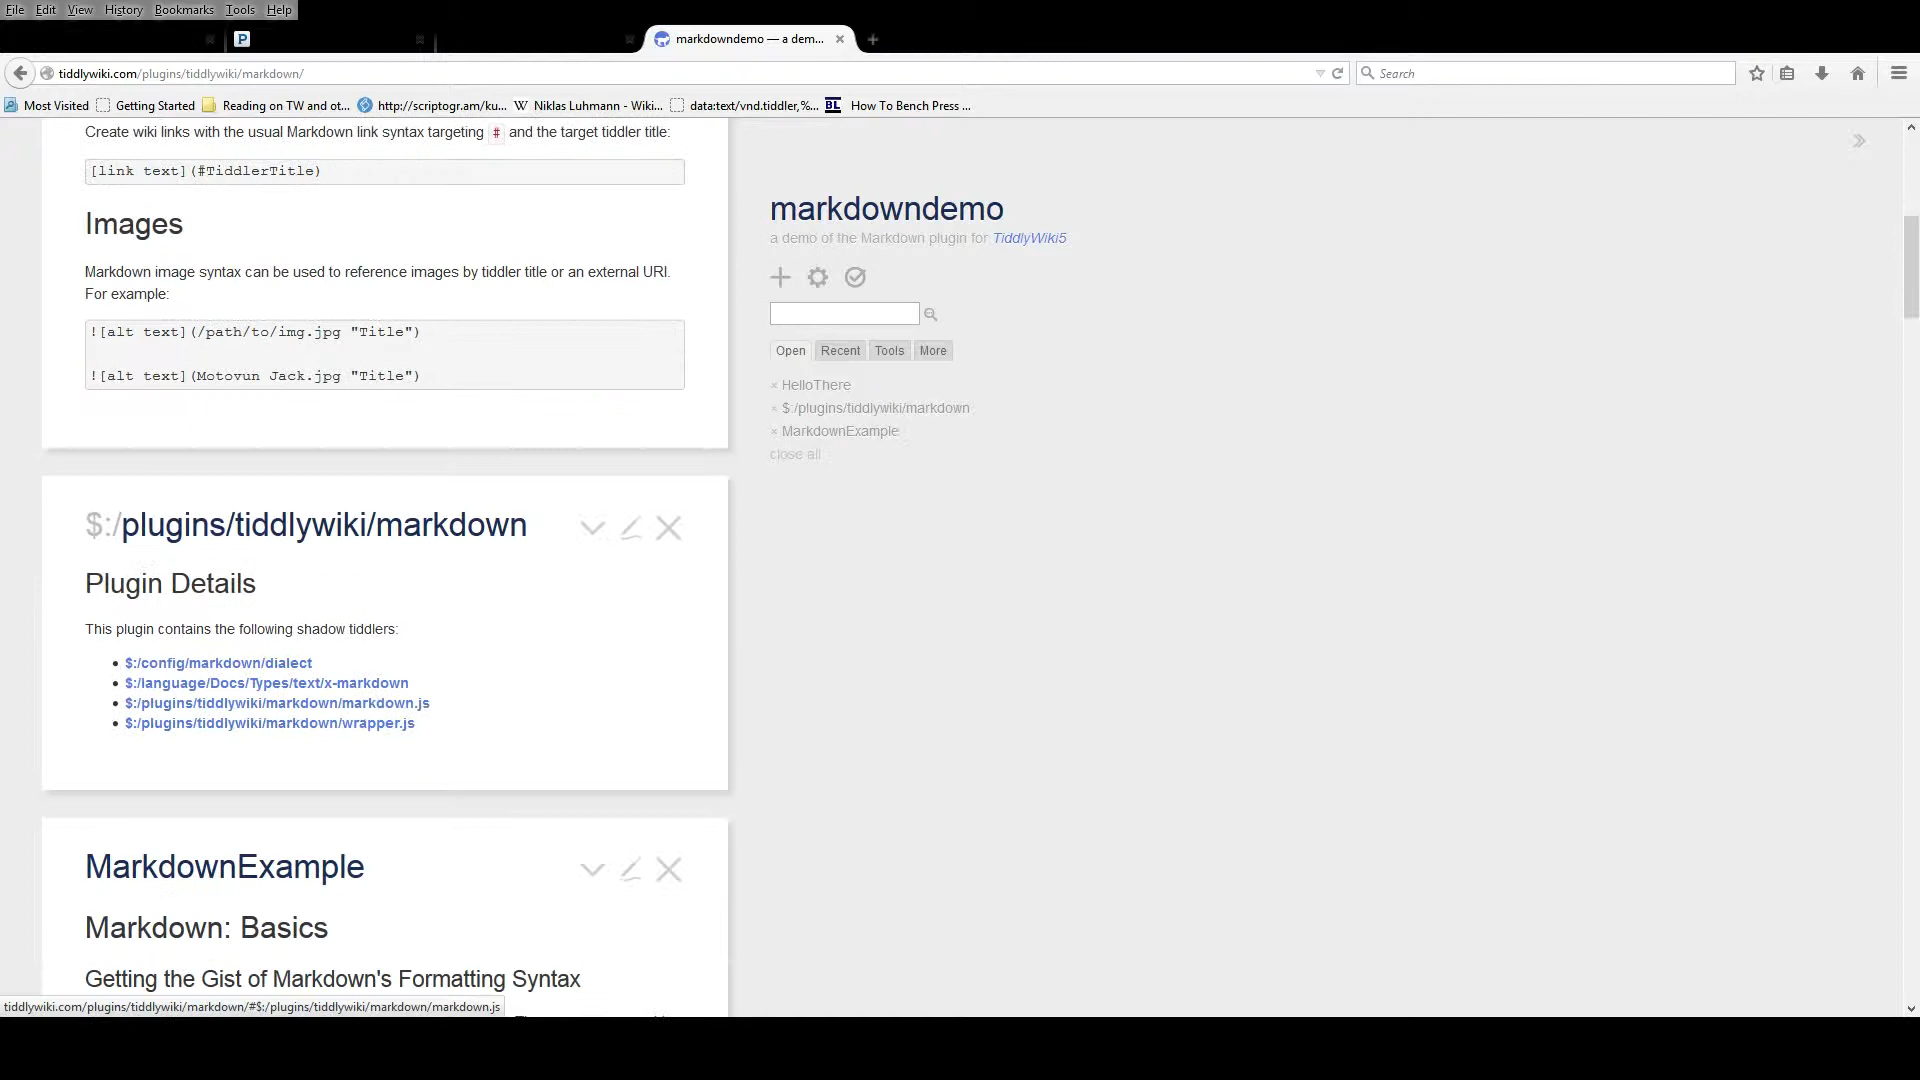 File Edit View History Bookmarks Tools Help
P
markdowndemo — a dem...
tiddlywiki.com/plugins/tiddlywiki/markdown/
Search
Most Visited Getting Started Reading on TW and ot... http://scriptogr.am/ku... W Niklas Luhmann - Wiki... data:text/vnd.tiddler,%... BL How To Bench Press ...
Create wiki links with the usual Markdown link syntax targeting # and the target tiddler title:
[link text](#TiddlerTitle)
Images
Markdown image syntax can be used to reference images by tiddler title or an external URI.
For example:
![alt text](/path/to/img.jpg "Title")
![alt text](Motovun Jack.jpg "Title")
$:/plugins/tiddlywiki/markdown
Plugin Details
This plugin contains the following shadow tiddlers:
$:/config/markdown/dialect
$:/language/Docs/Types/text/x-markdown
$:/plugins/tiddlywiki/markdown/markdown.js
$:/plugins/tiddlywiki/markdown/wrapper.js
MarkdownExample
Markdown: Basics
Getting the Gist of Markdown's Formatting Syntax
tiddlywiki.com/plugins/tiddlywiki/markdown/#$:/plugins/tiddlywiki/markdown/markdown.js
markdowndemo
a demo of the Markdown plugin for TiddlyWiki5
Open Recent Tools More
× HelloThere
× $:/plugins/tiddlywiki/markdown
× MarkdownExample
close all